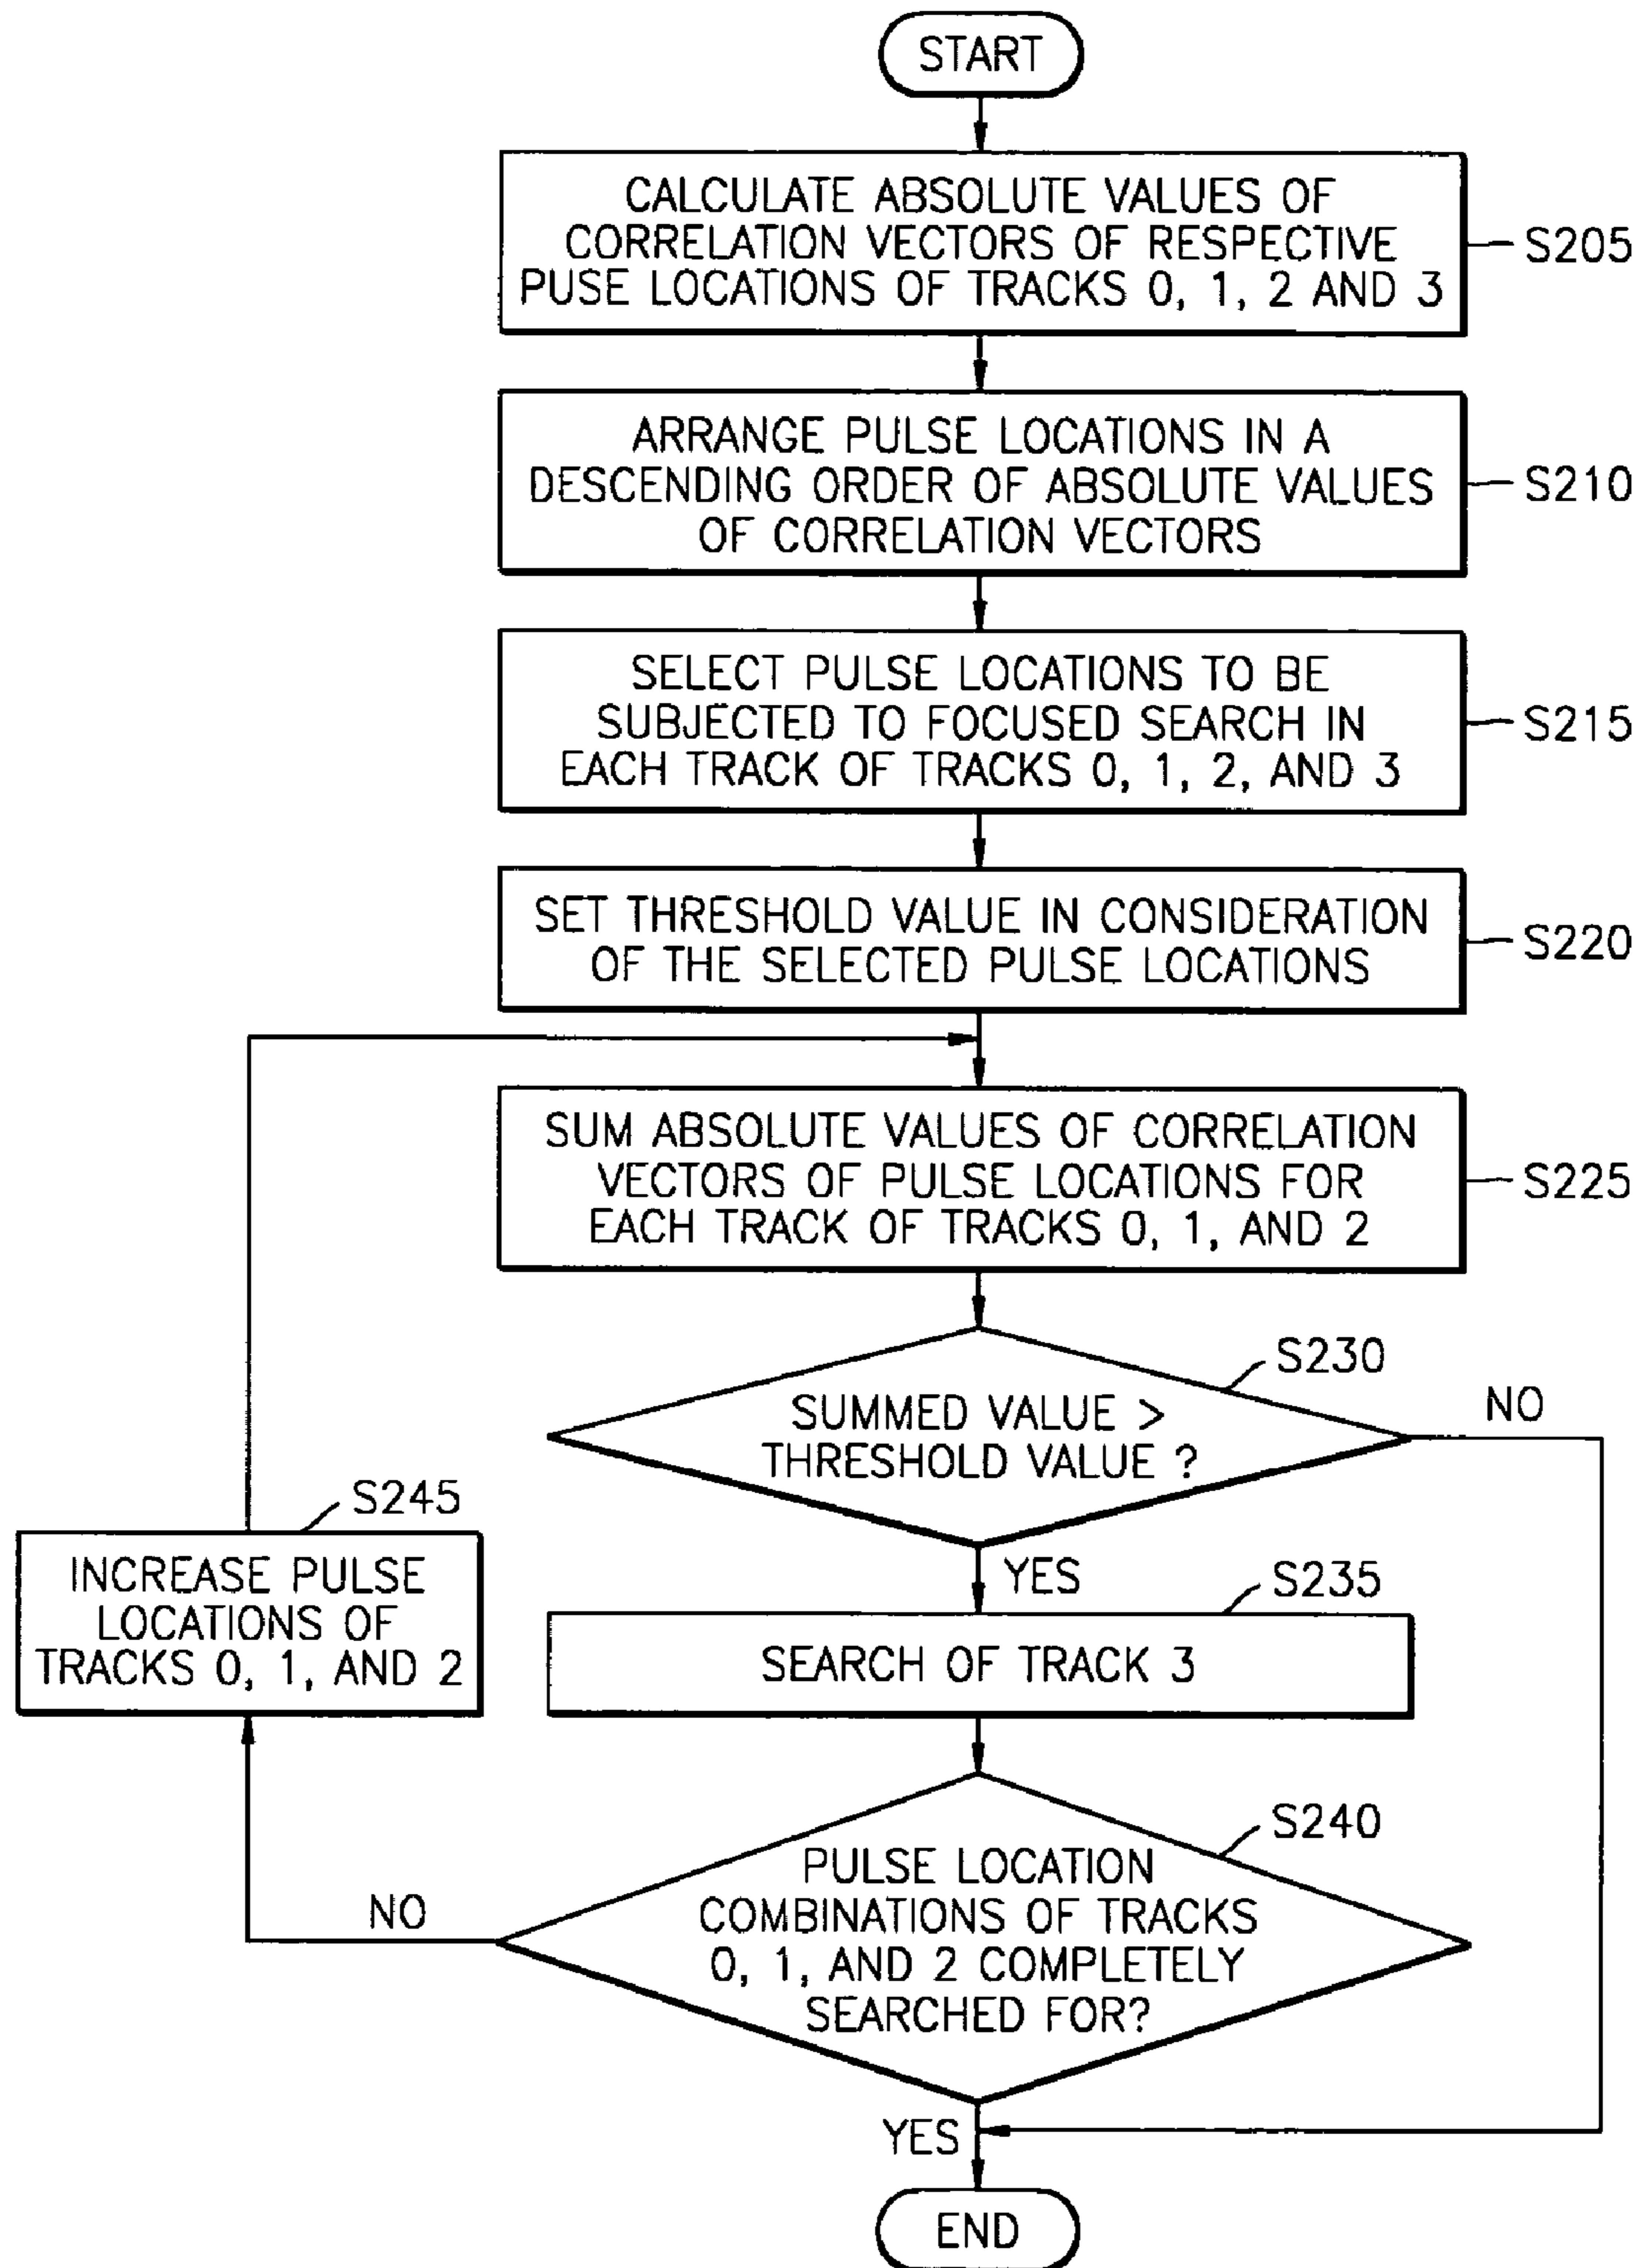 START
CALCULATE ABSOLUTE VALUES OF
CORRELATION VECTORS OF RESPECTIVE
PUSE LOCATIONS OF TRACKS 0, 1, 2 AND 3
S205
ARRANGE PULSE LOCATIONS IN A
DESCENDING ORDER OF ABSOLUTE VALUES
OF CORRELATION VECTORS
S210
SELECT PULSE LOCATIONS TO BE
SUBJECTED TO FOCUSED SEARCH IN
EACH TRACK OF TRACKS 0, 1, 2, AND 3
S215
SET THRESHOLD VALUE IN CONSIDERATION
OF THE SELECTED PULSE LOCATIONS
S220
SUM ABSOLUTE VALUES OF CORRELATION
VECTORS OF PULSE LOCATIONS FOR
EACH TRACK OF TRACKS 0, 1, AND 2
S225
S230
SUMMED VALUE >
THRESHOLD VALUE ?
NO
YES
S245
INCREASE PULSE
LOCATIONS OF
TRACKS 0, 1, AND 2
S235
SEARCH OF TRACK 3
S240
PULSE LOCATION
COMBINATIONS OF TRACKS
0, 1, AND 2 COMPLETELY
SEARCHED FOR?
NO
YES
END